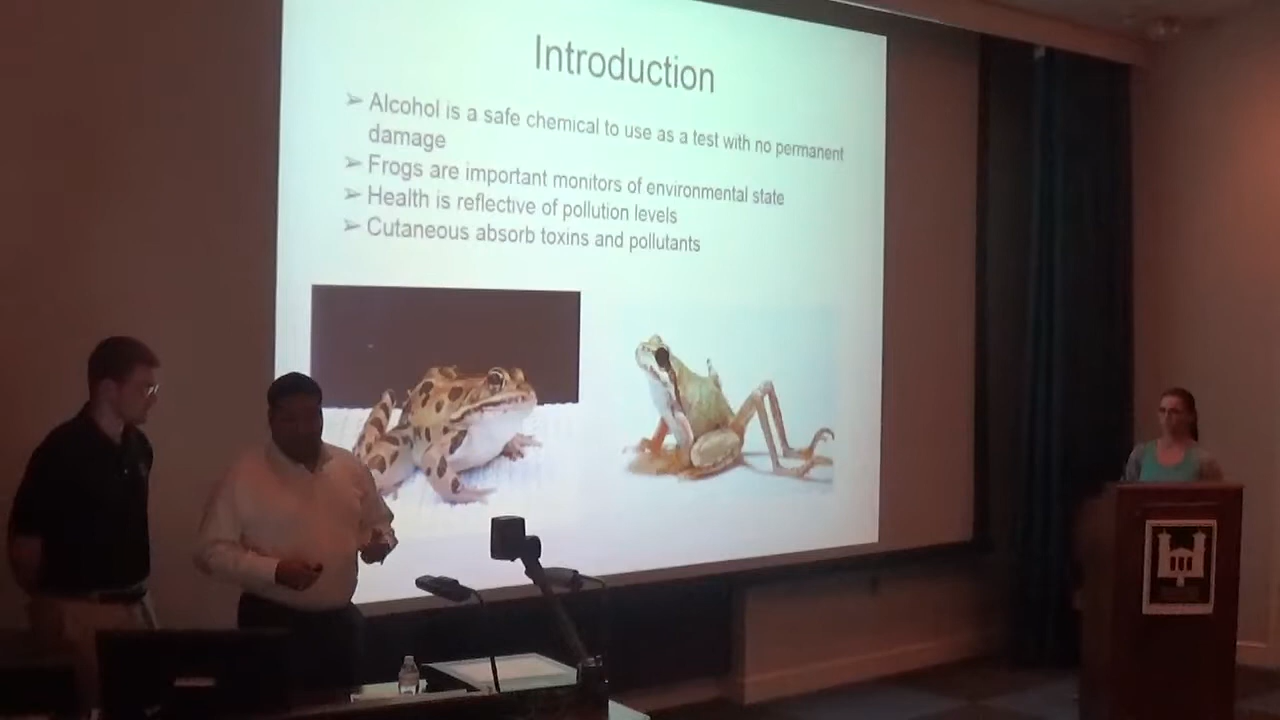 Introduction
➢ Alcohol is a safe chemical to use as a test with no permanent
damage
➢ Frogs are important monitors of environmental state
➢ Health is reflective of pollution levels
➢ Cutaneous absorb toxins and pollutants